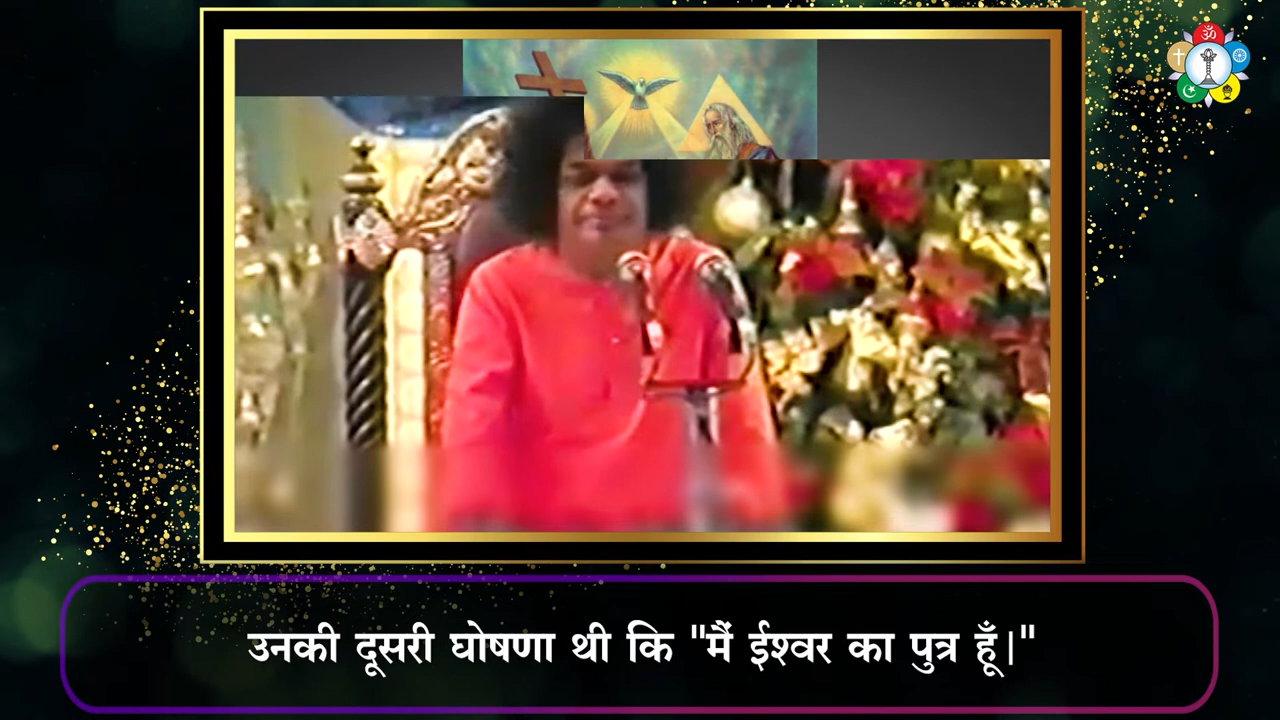 ॐ
उनकी दूसरी घोषणा थी कि "मैं ईश्वर का पुत्र हूँ।"